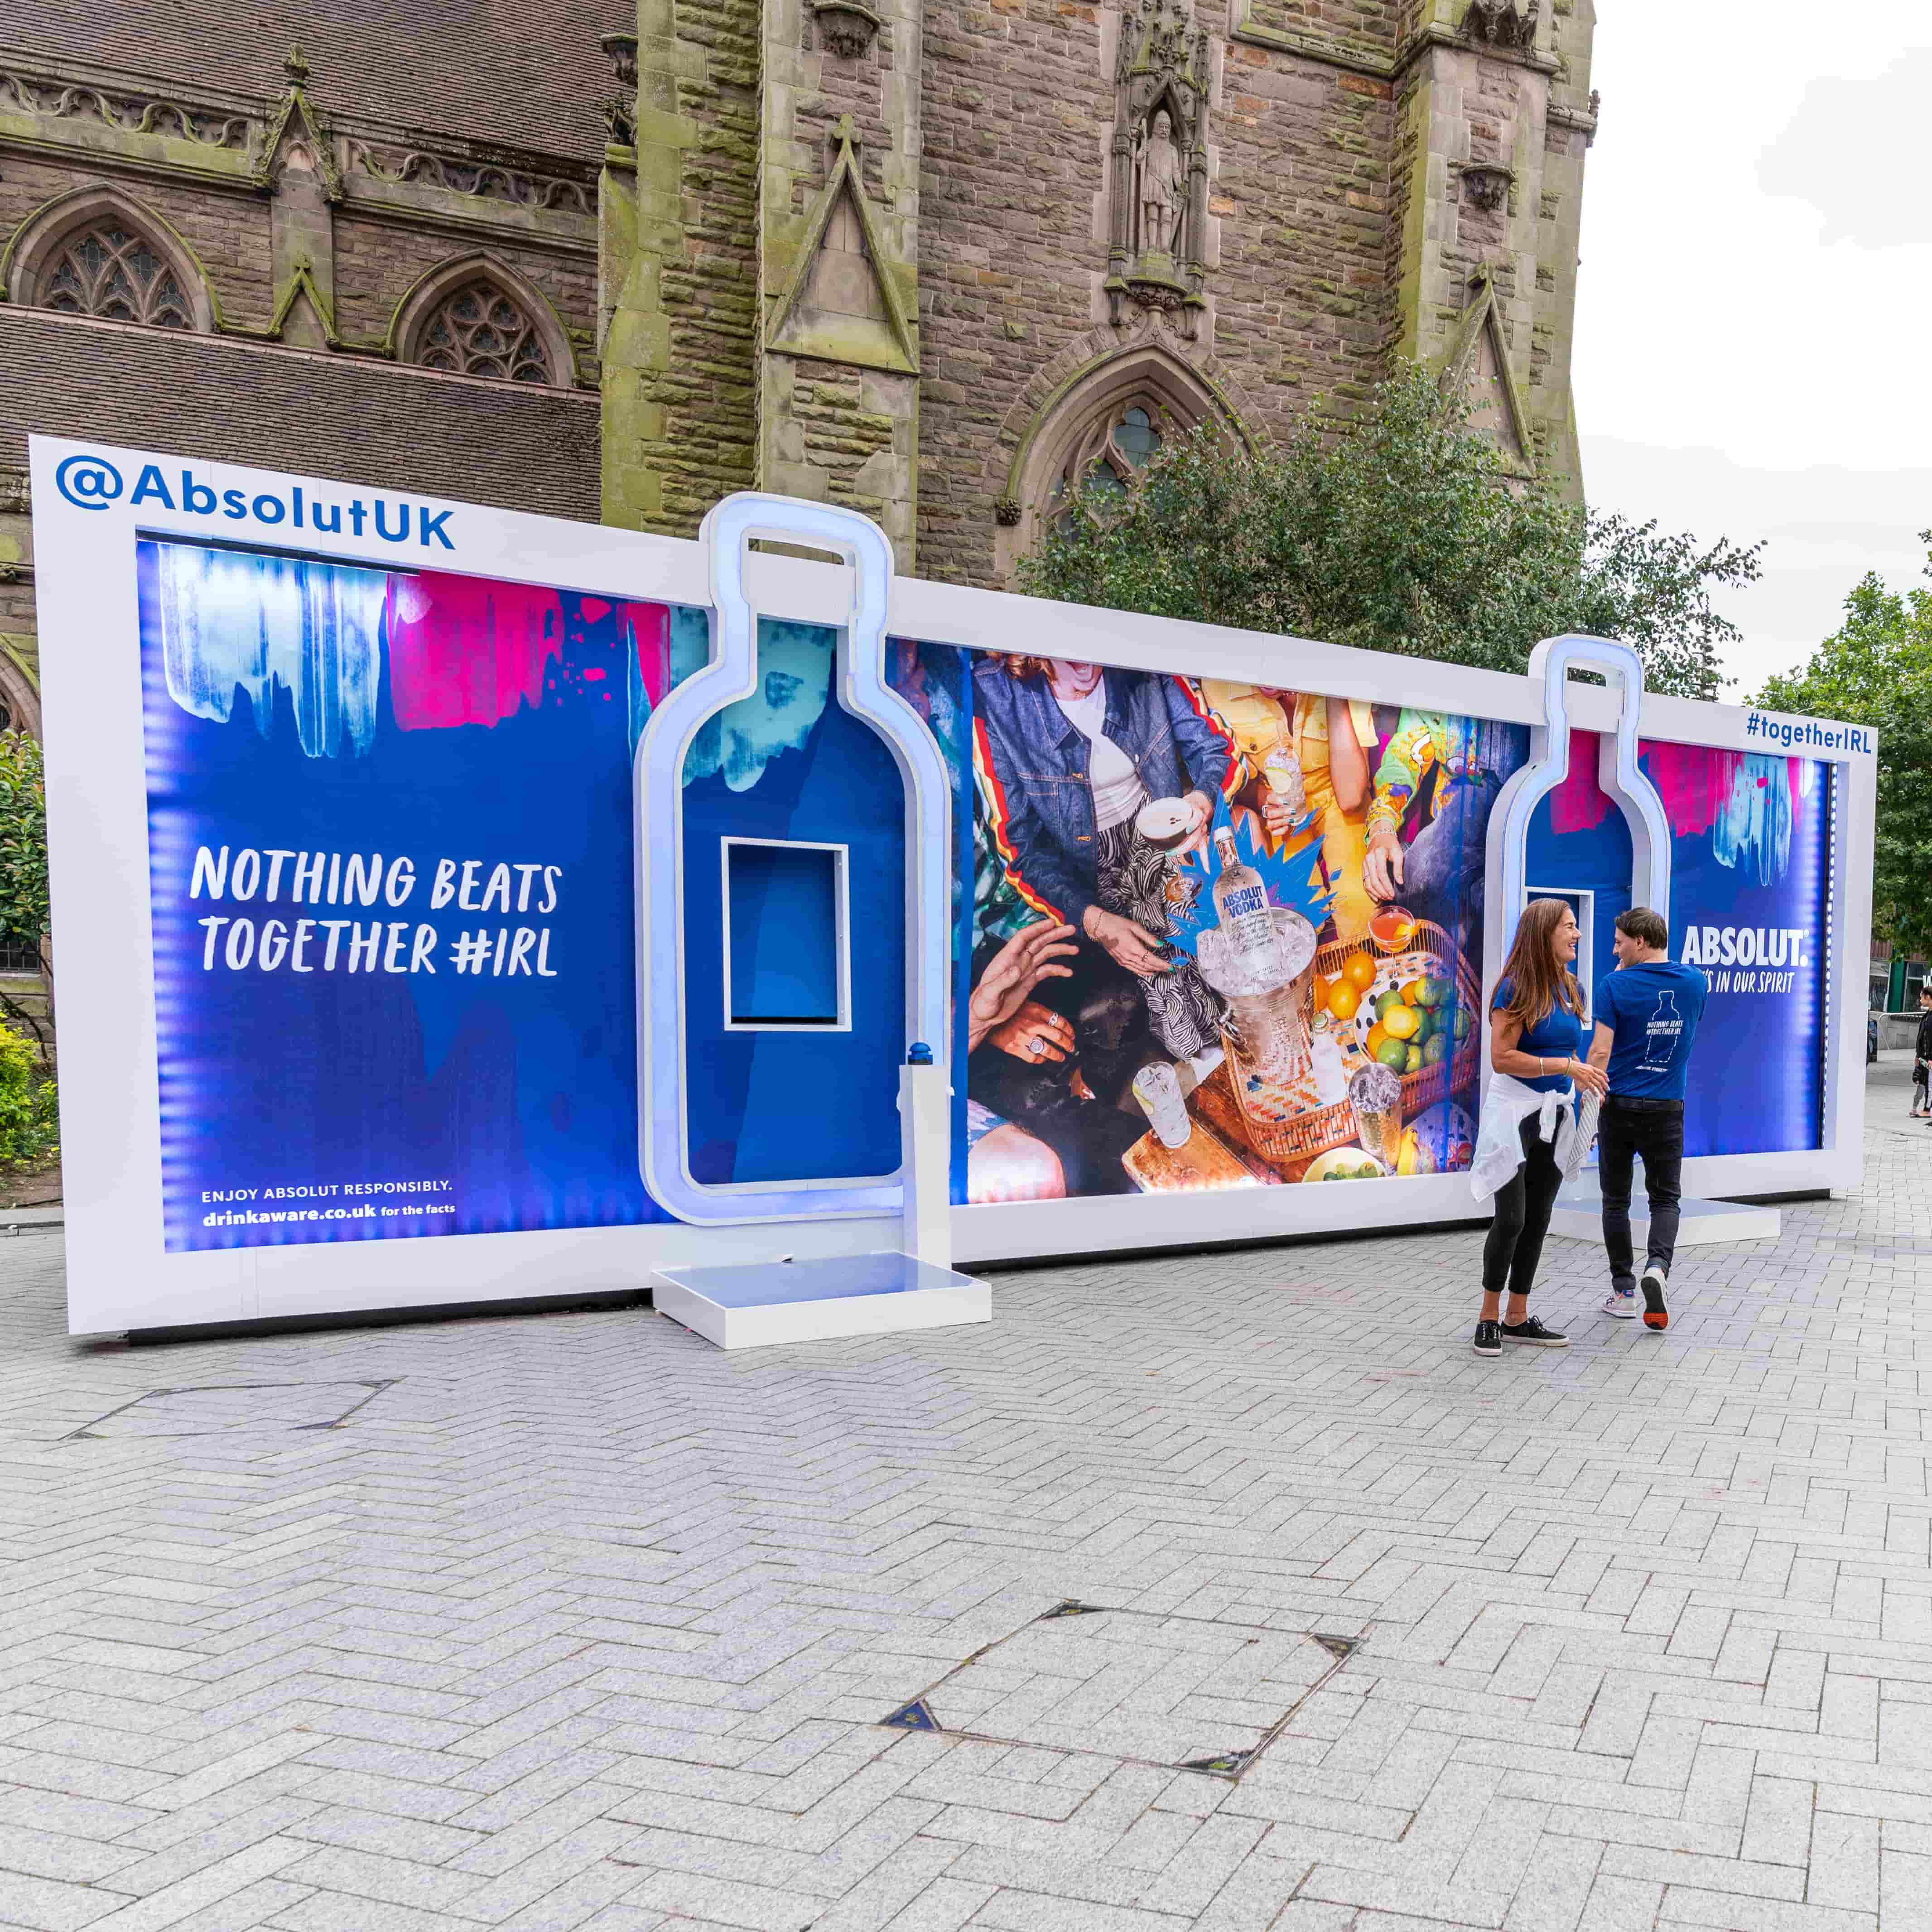 @AbsolutUK
#togetherIRL
NOTHING BEATS
TOGETHER #IRL
ABSOLUT
VODKA
ABSOLUT.
'S IN OUR SPIRIT
NOTHING BEATS
#TOGETHER IRL
ENJOY ABSOLUT RESPONSIBLY.
drinkaware.co.uk for the facts